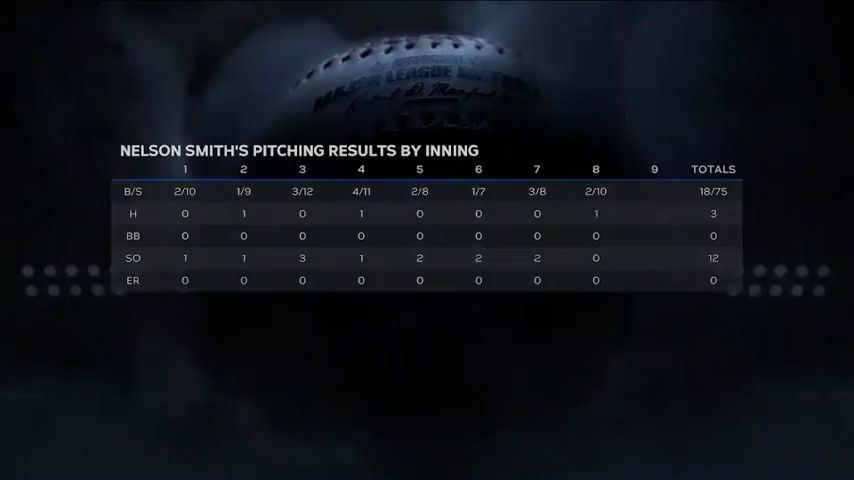 MAJOR LEAGUE BASEBALL
NELSON SMITH'S PITCHING RESULTS BY INNING
1 2 3 4 5 6 7 8 9 TOTALS
B/S 2/10 1/9 3/12 4/11 2/8 1/7 3/8 2/10 18/75
H 0 1 0 1 0 0 0 1 3
BB 0 0 0 0 0 0 0 0 0
SO 1 1 3 1 2 2 2 0 12
ER 0 0 0 0 0 0 0 0 0